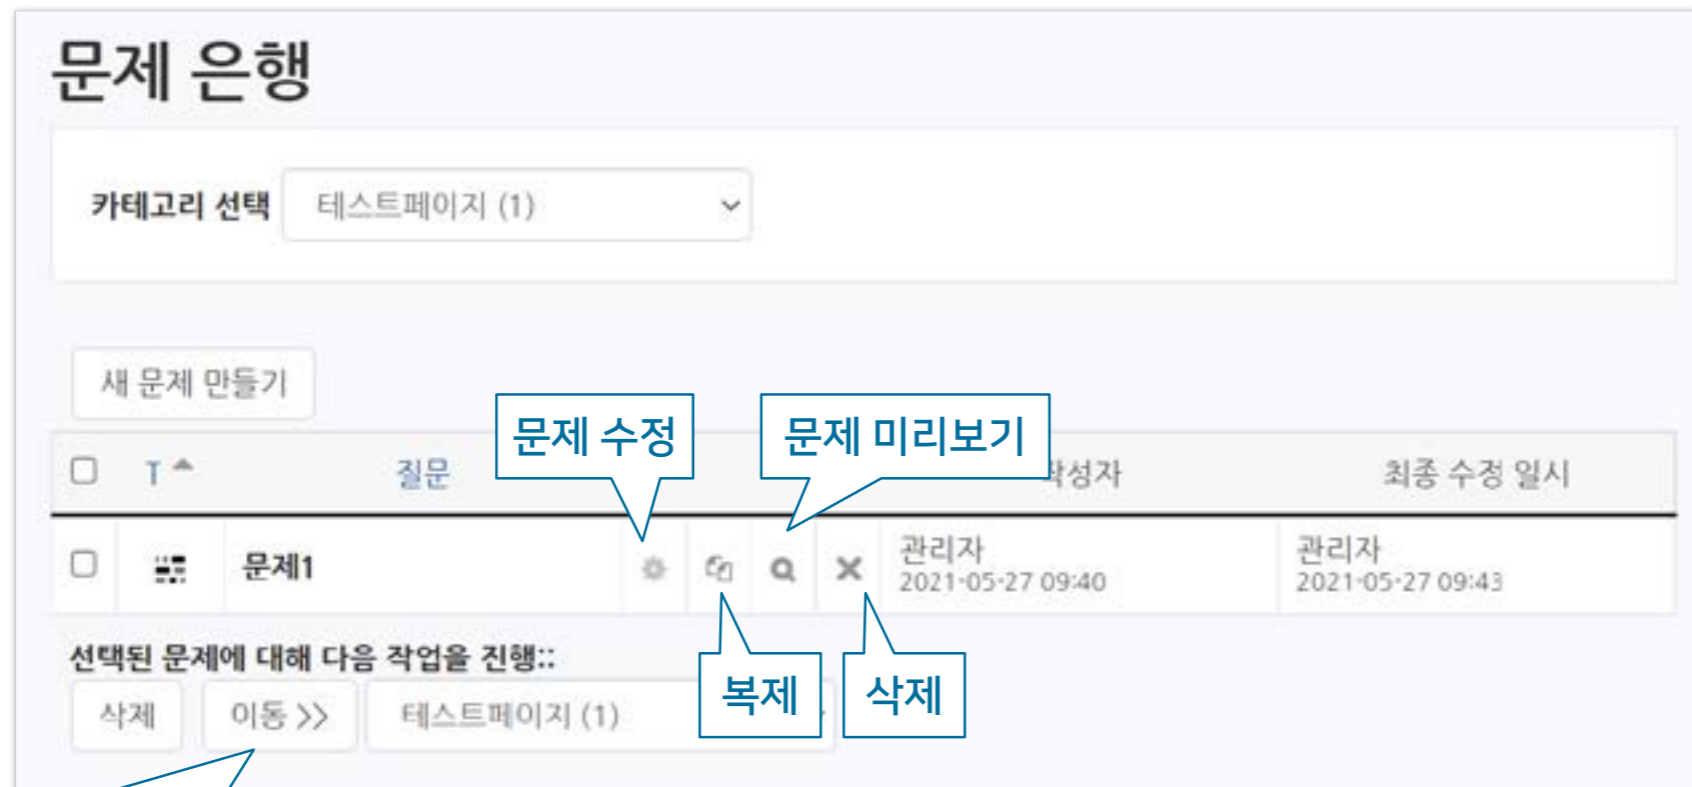 문제 은행
카테고리 선택 테스트페이지 (1)
새 문제 만들기
문제 수정 문제 미리보기
T 질문 작성자 최종 수정 일시
문제1 관리자 관리자
2021-05-27 09:40 2021-05-27 09:43
선택된 문제에 대해 다음 작업을 진행::
복제 삭제
삭제 이동 >> 테스트페이지 (1)